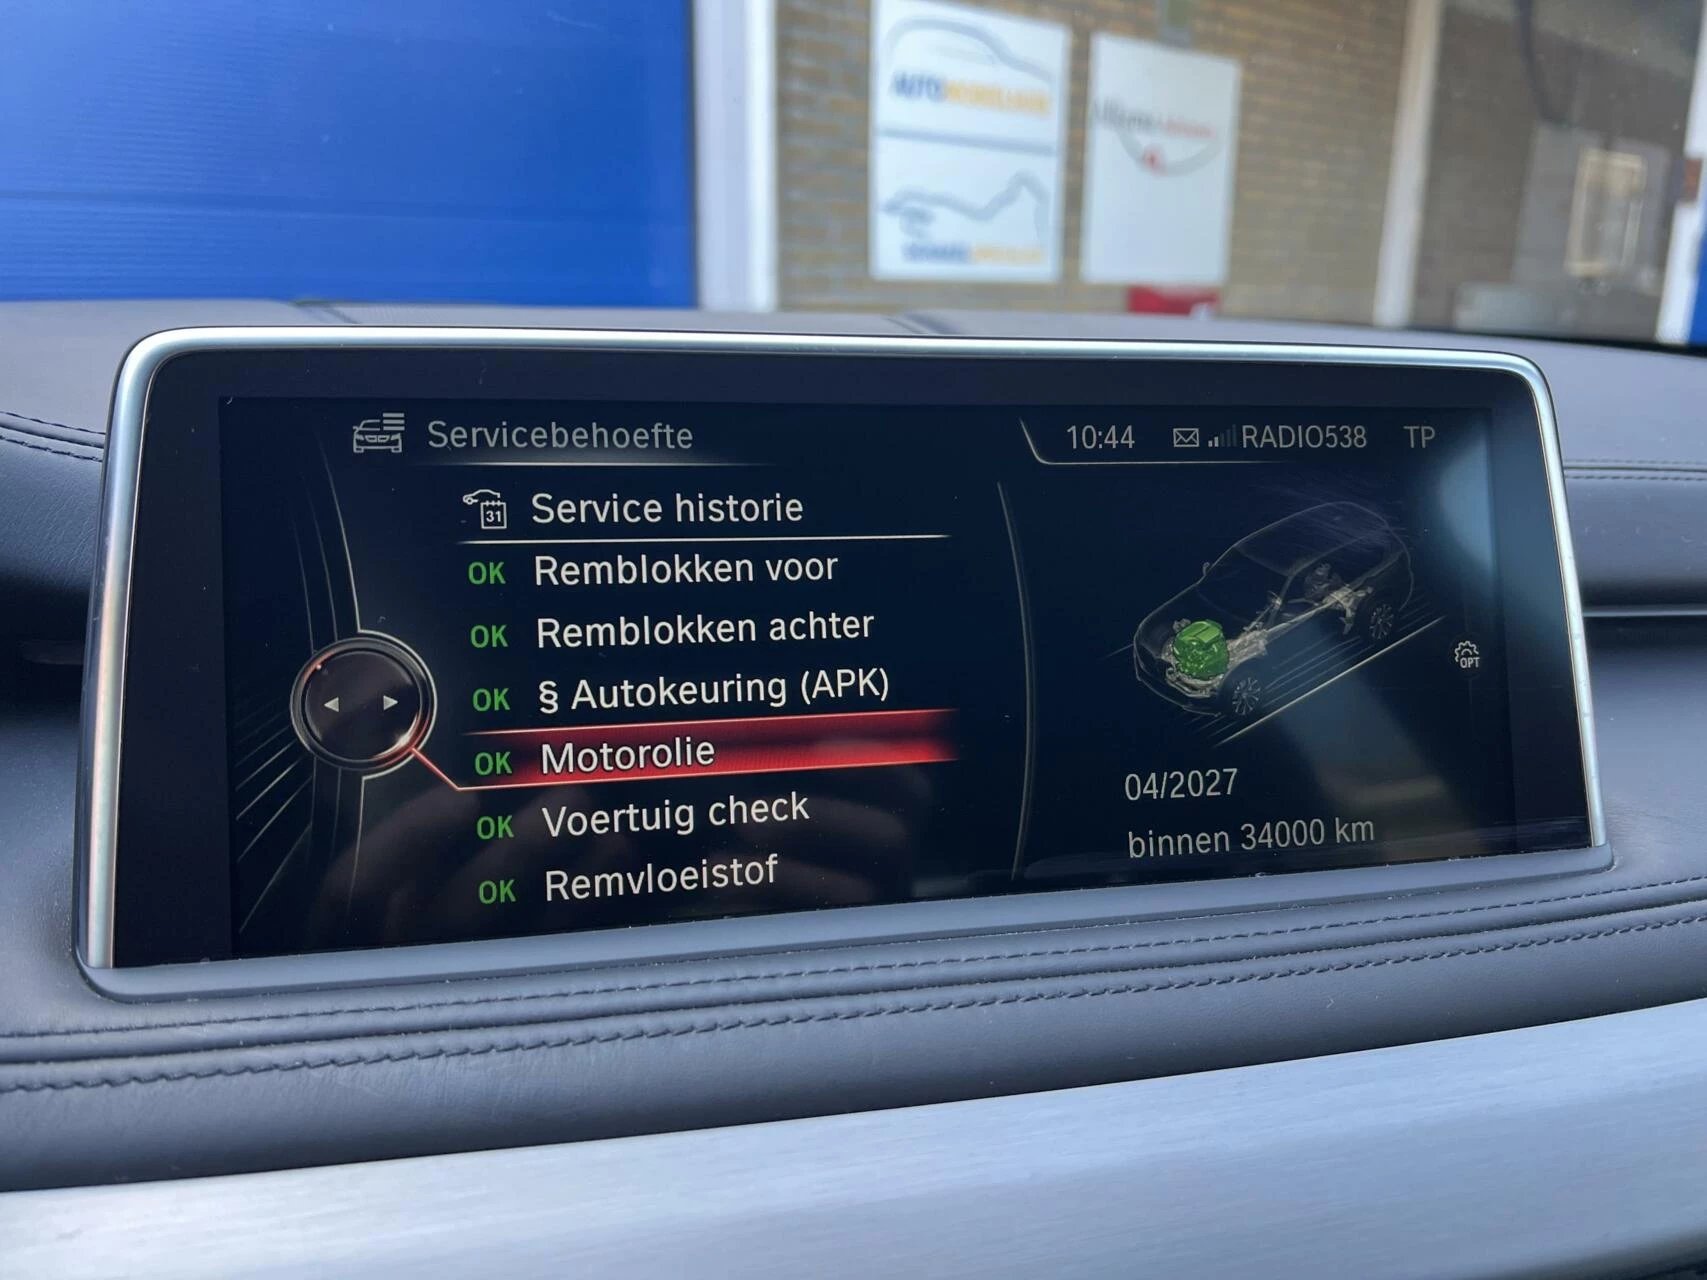 AUTO
Servicebehoefte
10:44
RADIO538
TP
31
Service historie
OK Remblokken voor
OK Remblokken achter
OK § Autokeuring (APK)
OK Motorolie
OK Voertuig check
OK Remvloeistof
OPT
04/2027
binnen 34000 km